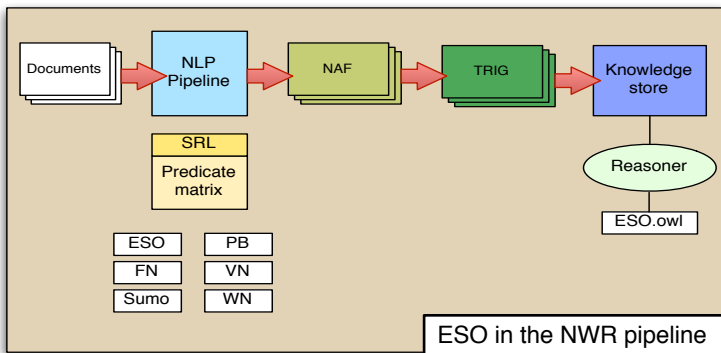 Documents
NLP
Pipeline
NAF
TRIG
Knowledge
store
SRL
Predicate
matrix
Reasoner
ESO.owl
ESO
PB
FN
VN
Sumo
WN
ESO in the NWR pipeline